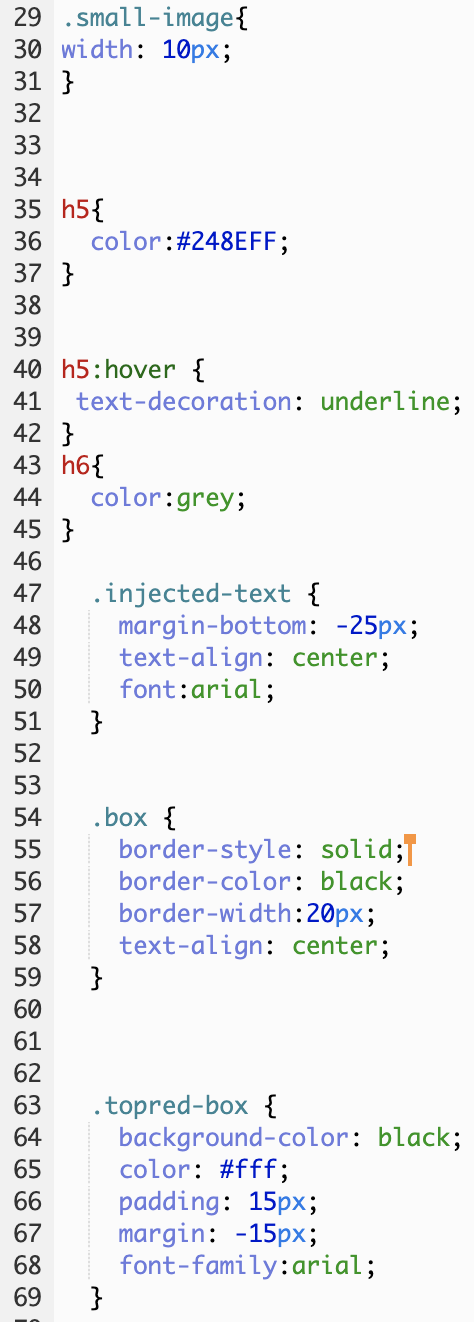 29 .small-image{
30 width: 10px;
31 }
32
33
34
35 h5{
36   color:#248EFF;
37 }
38
39
40 h5:hover {
41  text-decoration: underline;
42 }
43 h6{
44   color:grey;
45 }
46
47   .injected-text {
48     margin-bottom: -25px;
49     text-align: center;
50     font:arial;
51   }
52
53
54   .box {
55     border-style: solid;
56     border-color: black;
57     border-width:20px;
58     text-align: center;
59   }
60
61
62
63   .topred-box {
64     background-color: black;
65     color: #fff;
66     padding: 15px;
67     margin: -15px;
68     font-family:arial;
69   }